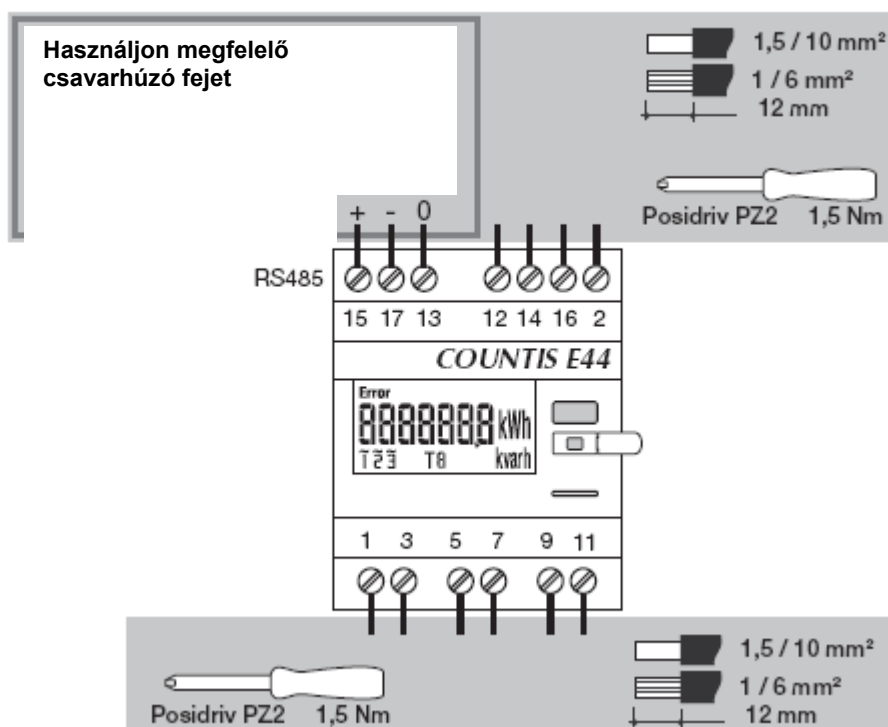 Használjon megfelelő
csavarhúzó fejet
1,5 / 10 mm²
1 / 6 mm²
12 mm
Posidriv PZ2 1,5 Nm
+ - 0
RS485
15 17 13 12 14 16 2
COUNTIS E44
Error
8888888,8 kWh
1 2 3 T8 kvarh
1 3 5 7 9 11
1,5 / 10 mm²
1 / 6 mm²
12 mm
Posidriv PZ2 1,5 Nm